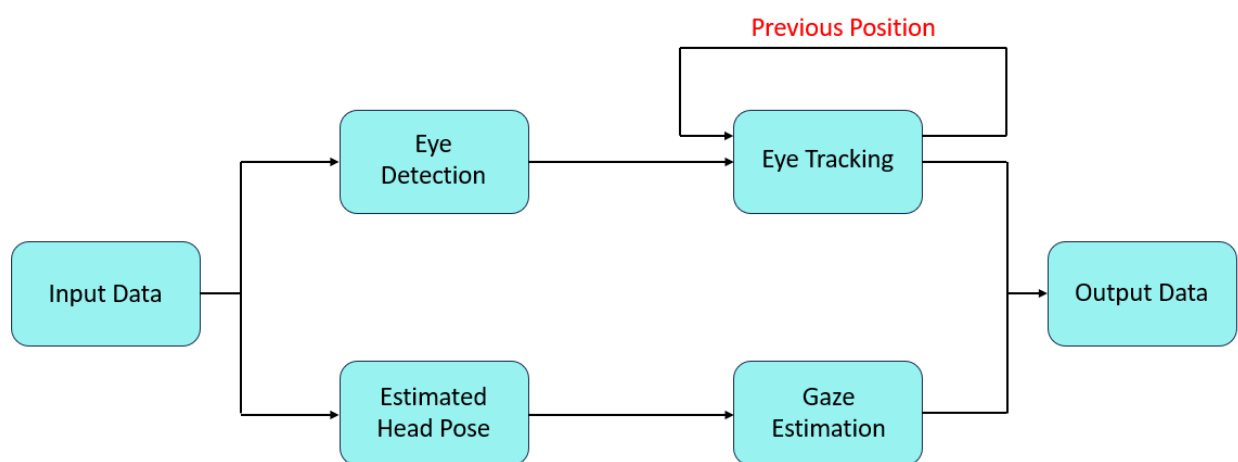 Previous Position
Eye
Detection
Eye Tracking
Input Data
Output Data
Estimated
Head Pose
Gaze
Estimation